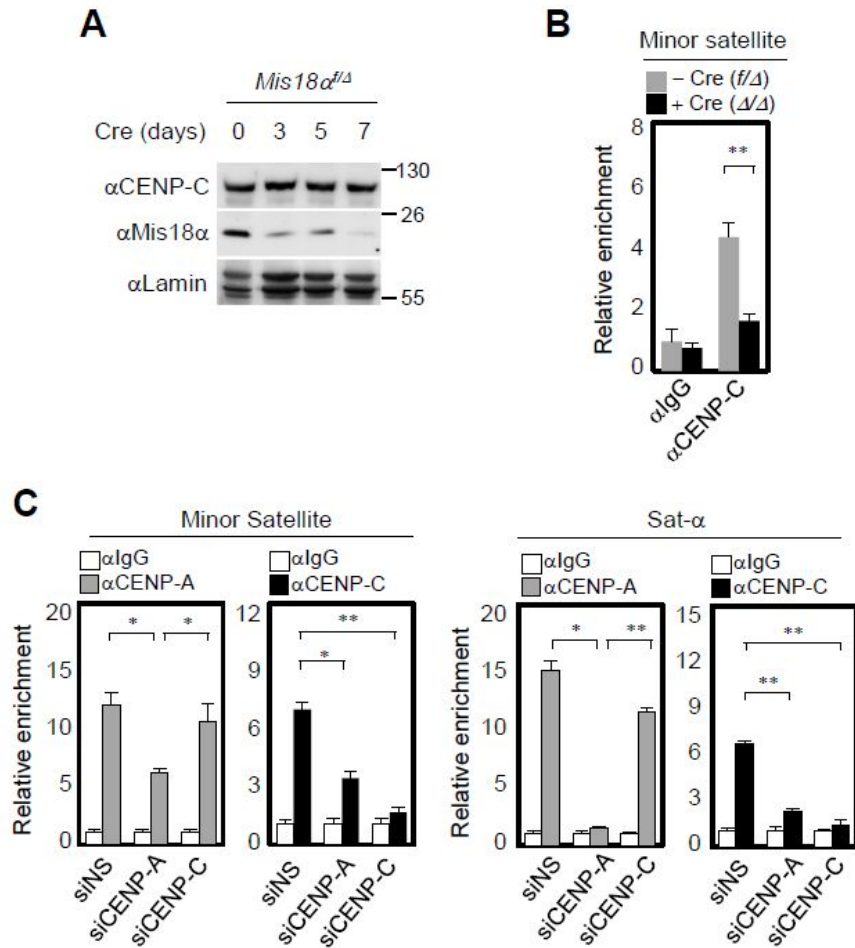 A
Mis18α^f/Δ
Cre (days) 0 3 5 7
αCENP-C
130
αMis18α
26
αLamin
55
B
Minor satellite
– Cre (f/Δ)
+ Cre (Δ/Δ)
Relative enrichment
8
6
4
2
0
**
αIgG
αCENP-C
C
Minor Satellite
αIgG
αCENP-A
Relative enrichment
20
15
10
5
0
* *
siNS
siCENP-A
siCENP-C
αIgG
αCENP-C
12
9
6
3
0
**
*
siNS
siCENP-A
siCENP-C
Sat-α
αIgG
αCENP-A
Relative enrichment
20
15
10
5
0
* **
siNS
siCENP-A
siCENP-C
αIgG
αCENP-C
15
12
9
6
3
0
**
**
siNS
siCENP-A
siCENP-C